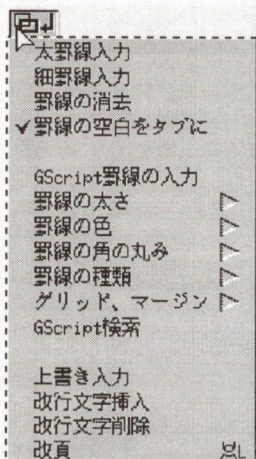 太罫線入力
細罫線入力
罫線の消去
✓罫線の空白をタブに
GScript罫線の入力
罫線の太さ
罫線の色
罫線の角の丸み
罫線の種類
グリッド、マージン
GScript検索
上書き入力
改行文字挿入
改行文字削除
改頁 L